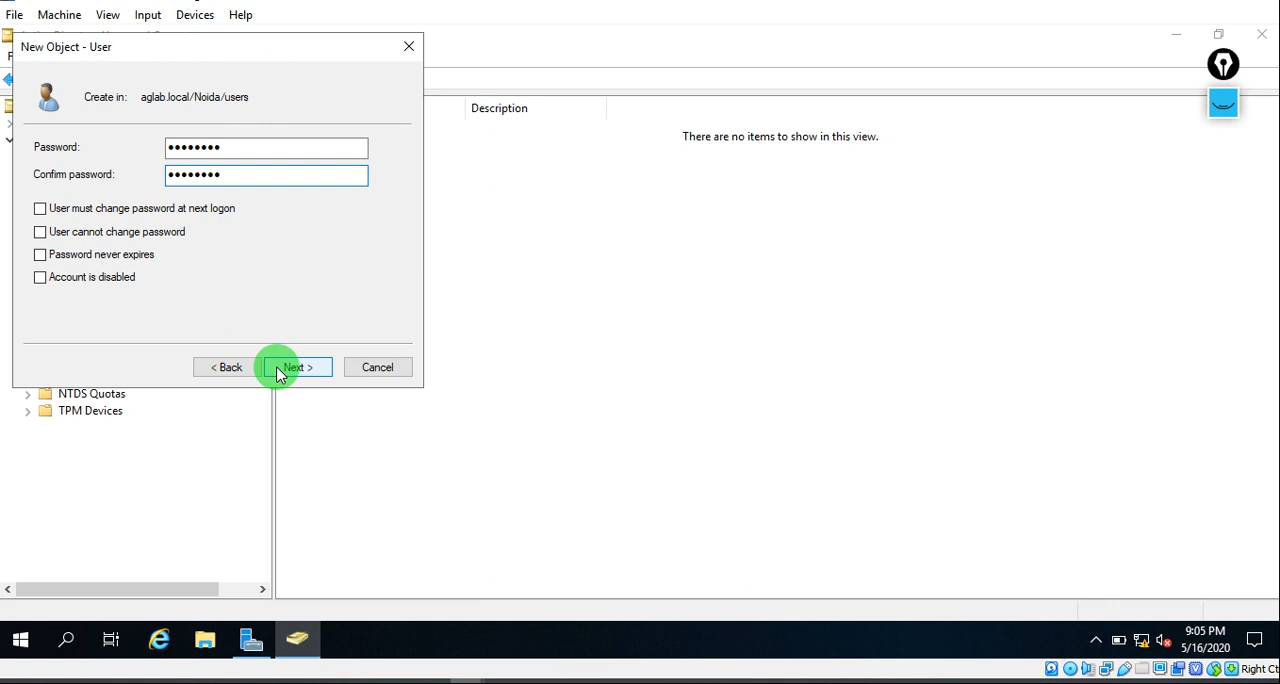 File Machine View Input Devices Help
New Object - User
Create in: aglab.local/Noida/users
Password: ••••••••
Confirm password: ••••••••
User must change password at next logon
User cannot change password
Password never expires
Account is disabled
< Back Next > Cancel
Description
There are no items to show in this view.
NTDS Quotas
TPM Devices
9:05 PM
5/16/2020
Right Ct